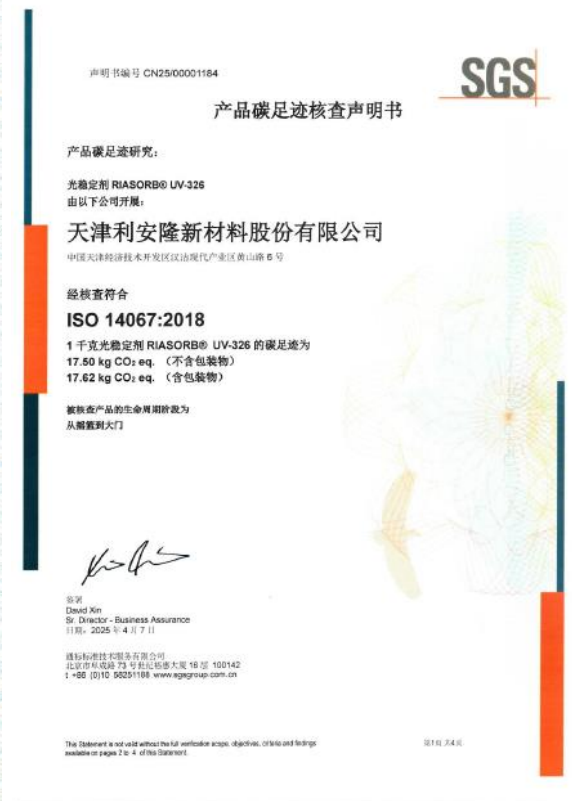 声明书编号 CN25/00001184
SGS
产品碳足迹核查声明书
产品碳足迹研究：
光稳定剂 RIASORB® UV-326
由以下公司开展：
天津利安隆新材料股份有限公司
中国天津经济技术开发区汉沽现代产业区黄山路 6 号
经核查符合
ISO 14067:2018
1 千克光稳定剂 RIASORB® UV-326 的碳足迹为
17.50 kg CO₂ eq. （不含包装物）
17.62 kg CO₂ eq. （含包装物）
被核查产品的生命周期阶段为
从摇篮到大门
签署
David Xin
Sr. Director - Business Assurance
日期：2025 年 4 月 7 日
通标标准技术服务有限公司
北京市阜成路 73 号世纪裕惠大厦 16 层 100142
t +86 (0)10 58251188 www.sgsgroup.com.cn
This Statement is not valid without the full verification scope, objectives, criteria and findings
available on pages 2 to 4 of this Statement.
第1页 共4页